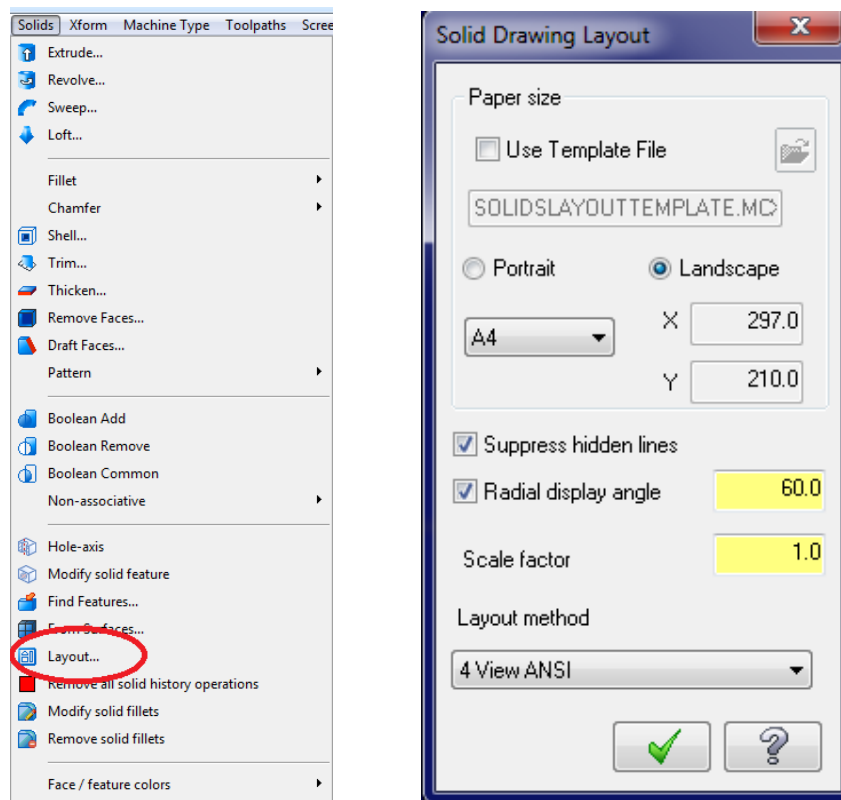 Solids Xform Machine Type Toolpaths Scree
Extrude...
Revolve...
Sweep...
Loft...
Fillet
Chamfer
Shell...
Trim...
Thicken...
Remove Faces...
Draft Faces...
Pattern
Boolean Add
Boolean Remove
Boolean Common
Non-associative
Hole-axis
Modify solid feature
Find Features...
From Surfaces...
Layout...
Remove all solid history operations
Modify solid fillets
Remove solid fillets
Face / feature colors
Solid Drawing Layout
Paper size
Use Template File
SOLIDSLAYOUTTEMPLATE.MC
Portrait Landscape
A4 X 297.0
Y 210.0
Suppress hidden lines
Radial display angle 60.0
Scale factor 1.0
Layout method
4 View ANSI